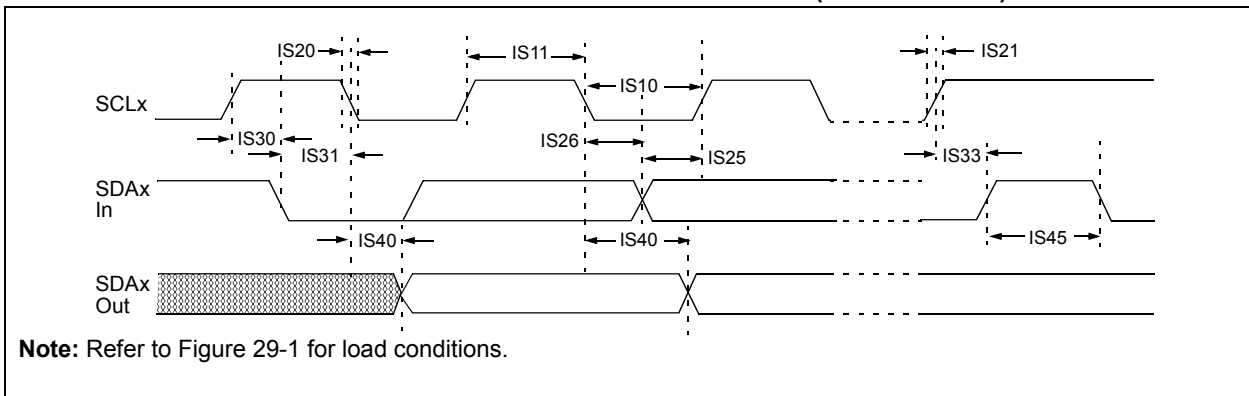 IS20
IS11
IS21
IS10
SCLx
IS30
IS31
IS26
IS25
IS33
SDAx
In
IS40
IS40
IS45
SDAx
Out
Note: Refer to Figure 29-1 for load conditions.